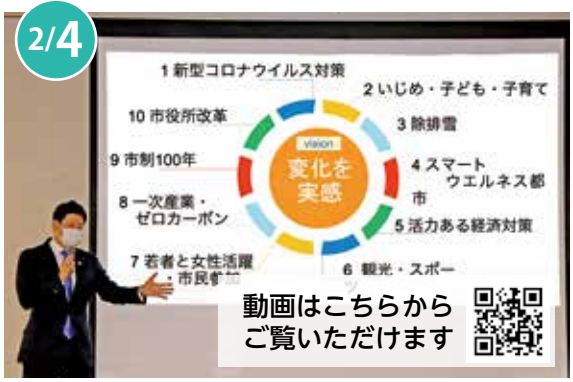 2/4
1 新型コロナウイルス対策
2 いじめ・子ども・子育て
3 除排雪
4 スマート
ウエルネス都
市
5 活力ある経済対策
6 観光・スポー
ツ
7 若者と女性活躍
・市民参加
8 一次産業・
ゼロカーボン
9 市制100年
10 市役所改革
vision
変化を
実感
動画はこちらから
ご覧いただけます